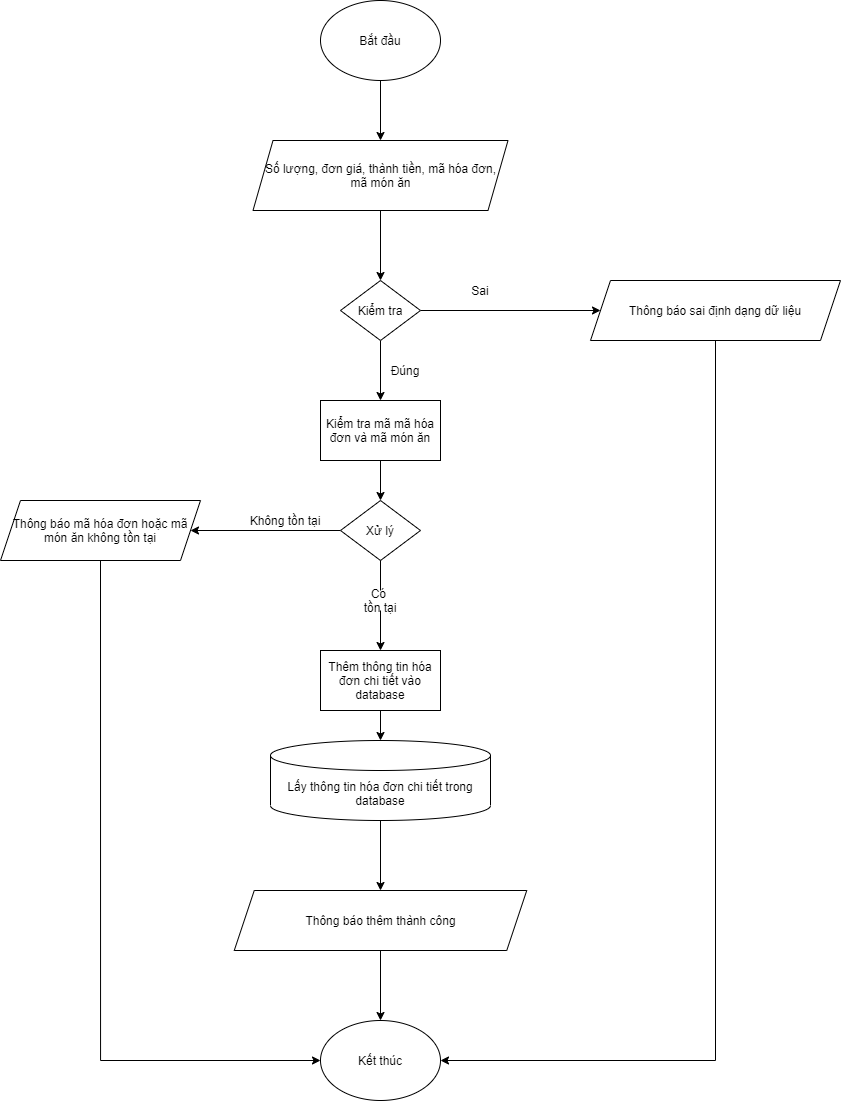 Bắt đầu
Số lượng, đơn giá, thành tiền, mã hóa đơn,
mã món ăn
Sai
Kiểm tra
Thông báo sai định dạng dữ liệu
Đúng
Kiểm tra mã mã hóa
đơn và mã món ăn
Không tồn tại
Xử lý
Thông báo mã hóa đơn hoặc mã
món ăn không tồn tại
Có
tồn tại
Thêm thông tin hóa
đơn chi tiết vào
database
Lấy thông tin hóa đơn chi tiết trong
database
Thông báo thêm thành công
Kết thúc